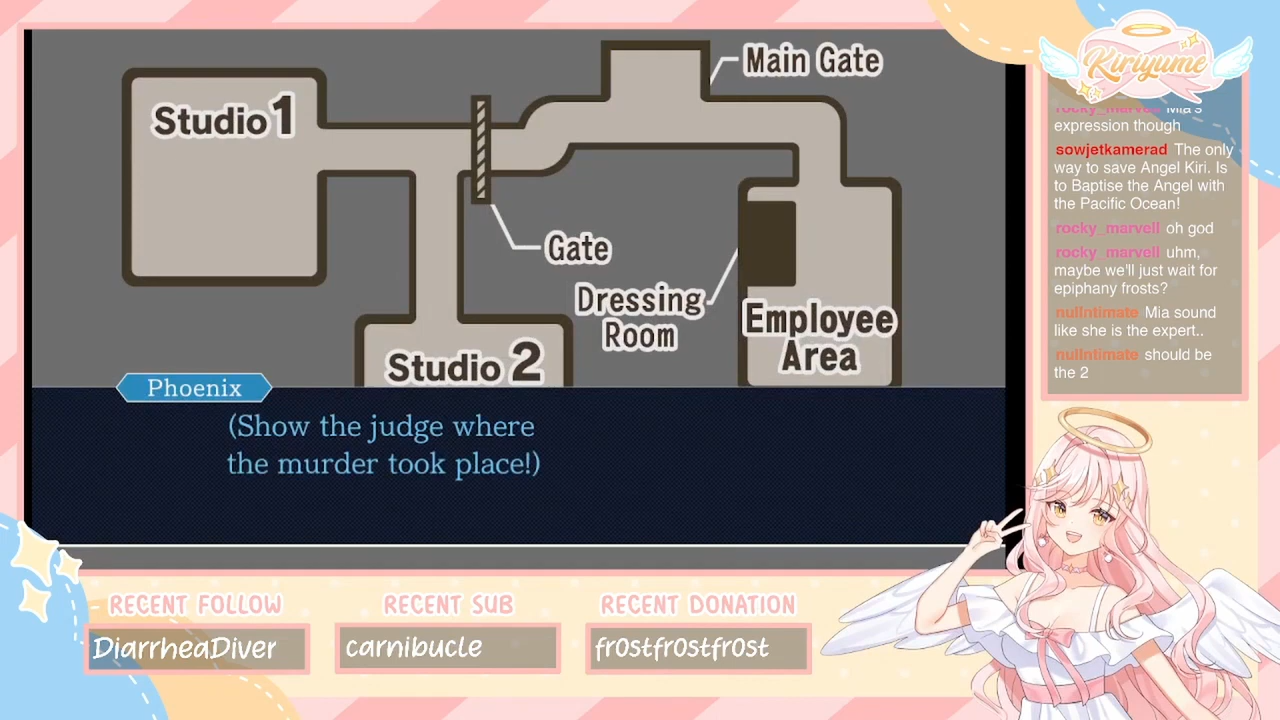 Main Gate
Studio 1
Gate
Dressing
Room
Employee
Area
Studio 2
Phoenix
(Show the judge where
the murder took place!)
Kiriyume
rocky_marvell Mia's
expression though
sowjetkamerad The only
way to save Angel Kiri. Is
to Baptise the Angel with
the Pacific Ocean!
rocky_marvell oh god
rocky_marvell uhm,
maybe we'll just wait for
epiphany frosts?
nullntimate Mia sound
like she is the expert..
nullntimate should be
the 2
RECENT FOLLOW
DiarrheaDiver
RECENT SUB
carnibucle
RECENT DONATION
fr0stfr0stfr0st